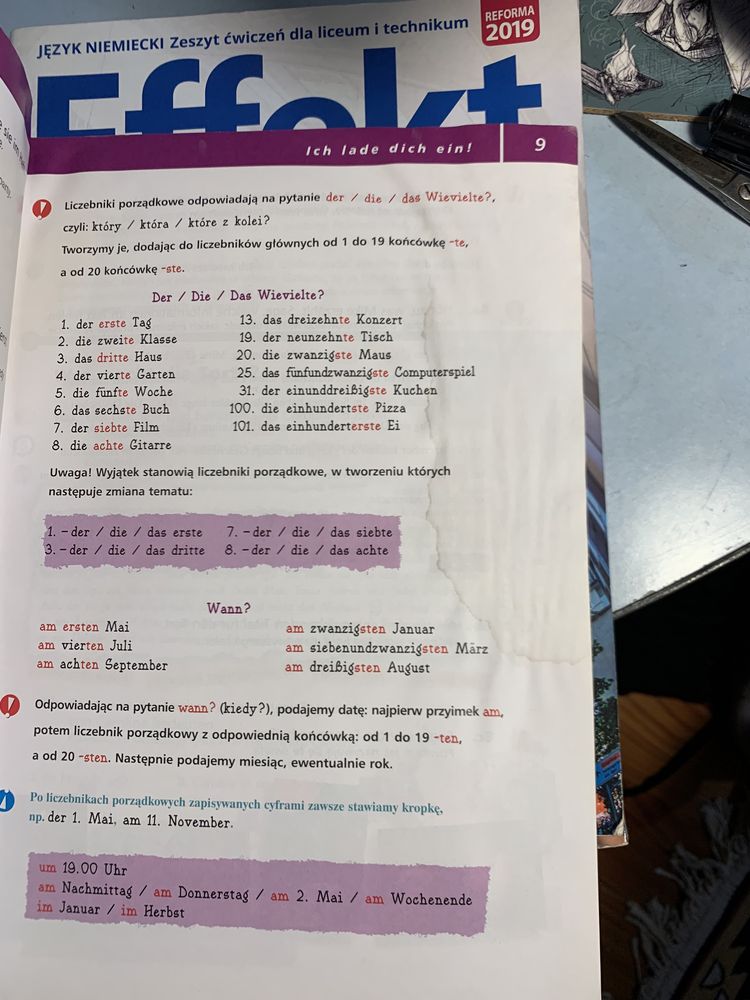 JĘZYK NIEMIECKI Zeszyt ćwiczeń dla liceum i technikum
REFORMA
2019
Effekt
Ich lade dich ein!
9
Liczebniki porządkowe odpowiadają na pytanie der / die / das Wievielte?,
czyli: który / która / które z kolei?
Tworzymy je, dodając do liczebników głównych od 1 do 19 końcówkę -te,
a od 20 końcówkę -ste.
Der / Die / Das Wievielte?
1. der erste Tag
2. die zweite Klasse
3. das dritte Haus
4. der vierte Garten
5. die fünfte Woche
6. das sechste Buch
7. der siebte Film
8. die achte Gitarre
13. das dreizehnte Konzert
19. der neunzehnte Tisch
20. die zwanzigste Maus
25. das fünfundzwanzigste Computerspiel
31. der einunddreißigste Kuchen
100. die einhundertste Pizza
101. das einhunderterste Ei
Uwaga! Wyjątek stanowią liczebniki porządkowe, w tworzeniu których
następuje zmiana tematu:
1. – der / die / das erste
3. – der / die / das dritte
7. – der / die / das siebte
8. – der / die / das achte
Wann?
am ersten Mai
am vierten Juli
am achten September
am zwanzigsten Januar
am siebenundzwanzigsten März
am dreißigsten August
Odpowiadając na pytanie wann? (kiedy?), podajemy datę: najpierw przyimek am,
potem liczebnik porządkowy z odpowiednią końcówką: od 1 do 19 -ten,
a od 20 -sten. Następnie podajemy miesiąc, ewentualnie rok.
Po liczebnikach porządkowych zapisywanych cyframi zawsze stawiamy kropkę,
np. der 1. Mai, am 11. November.
um 19.00 Uhr
am Nachmittag / am Donnerstag / am 2. Mai / am Wochenende
im Januar / im Herbst